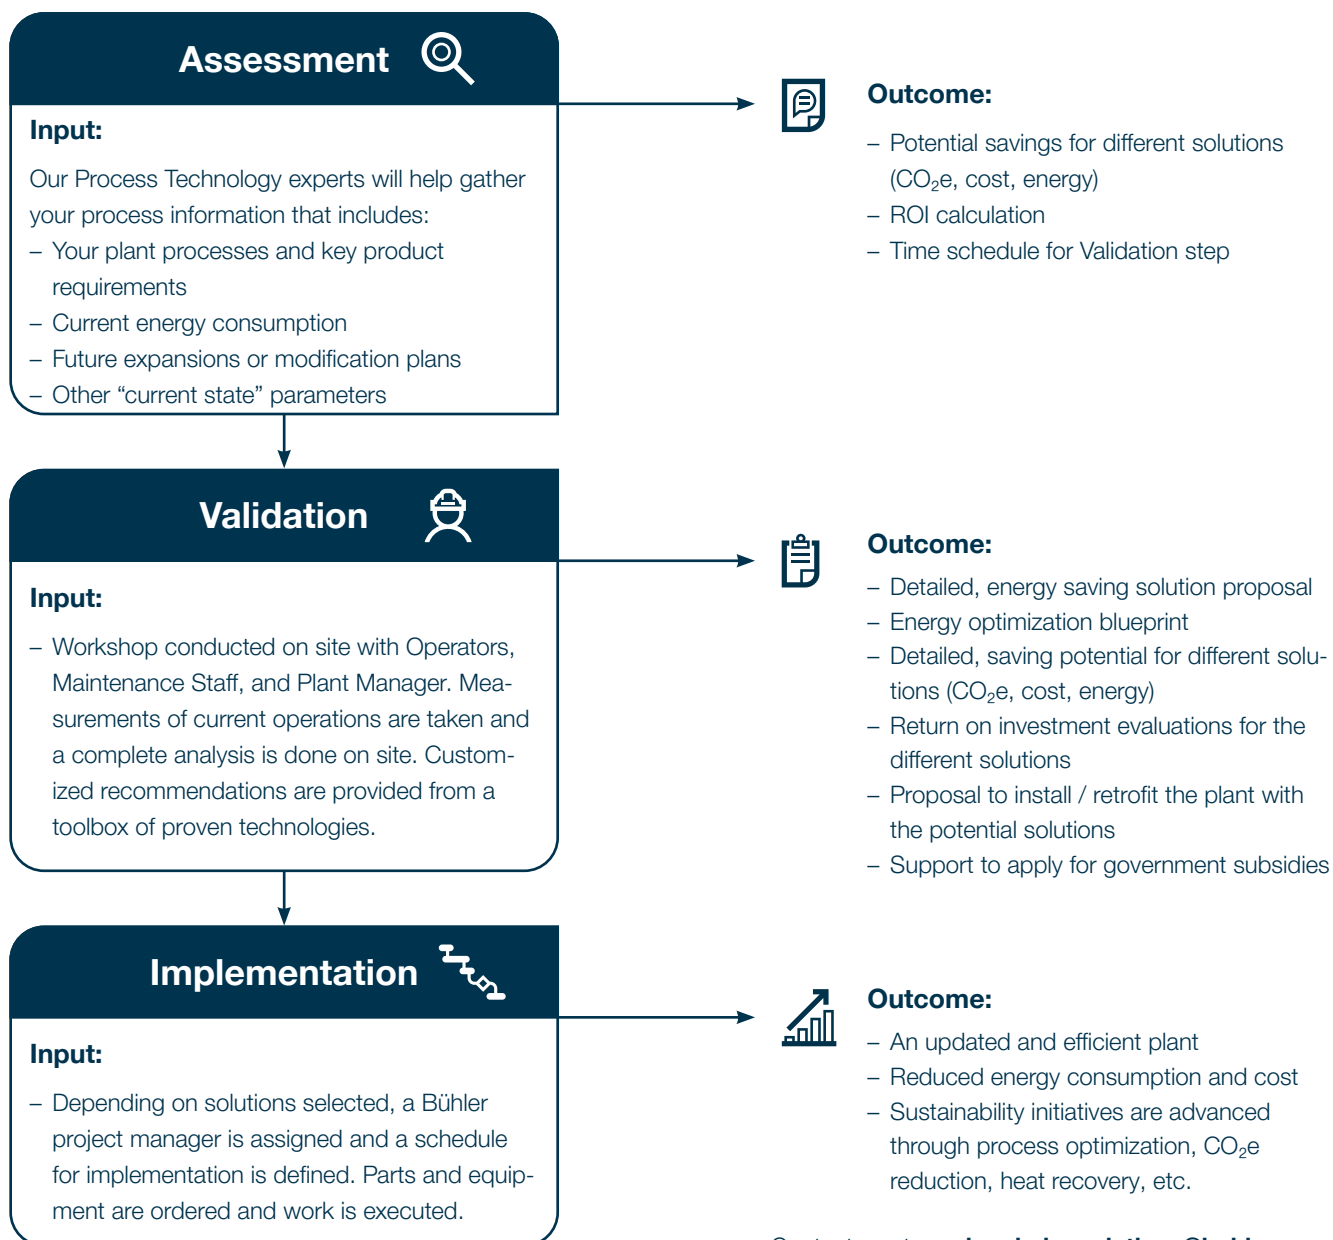 Assessment
Input:
Our Process Technology experts will help gather
your process information that includes:
– Your plant processes and key product
requirements
– Current energy consumption
– Future expansions or modification plans
– Other “current state” parameters
Outcome:
– Potential savings for different solutions
(CO₂e, cost, energy)
– ROI calculation
– Time schedule for Validation step
Validation
Input:
– Workshop conducted on site with Operators,
Maintenance Staff, and Plant Manager. Mea-
surements of current operations are taken and
a complete analysis is done on site. Custom-
ized recommendations are provided from a
toolbox of proven technologies.
Outcome:
– Detailed, energy saving solution proposal
– Energy optimization blueprint
– Detailed, saving potential for different solu-
tions (CO₂e, cost, energy)
– Return on investment evaluations for the
different solutions
– Proposal to install / retrofit the plant with
the potential solutions
– Support to apply for government subsidies
Implementation
Input:
– Depending on solutions selected, a Bühler
project manager is assigned and a schedule
for implementation is defined. Parts and equip-
ment are ordered and work is executed.
Outcome:
– An updated and efficient plant
– Reduced energy consumption and cost
– Sustainability initiatives are advanced
through process optimization, CO₂e
reduction, heat recovery, etc.